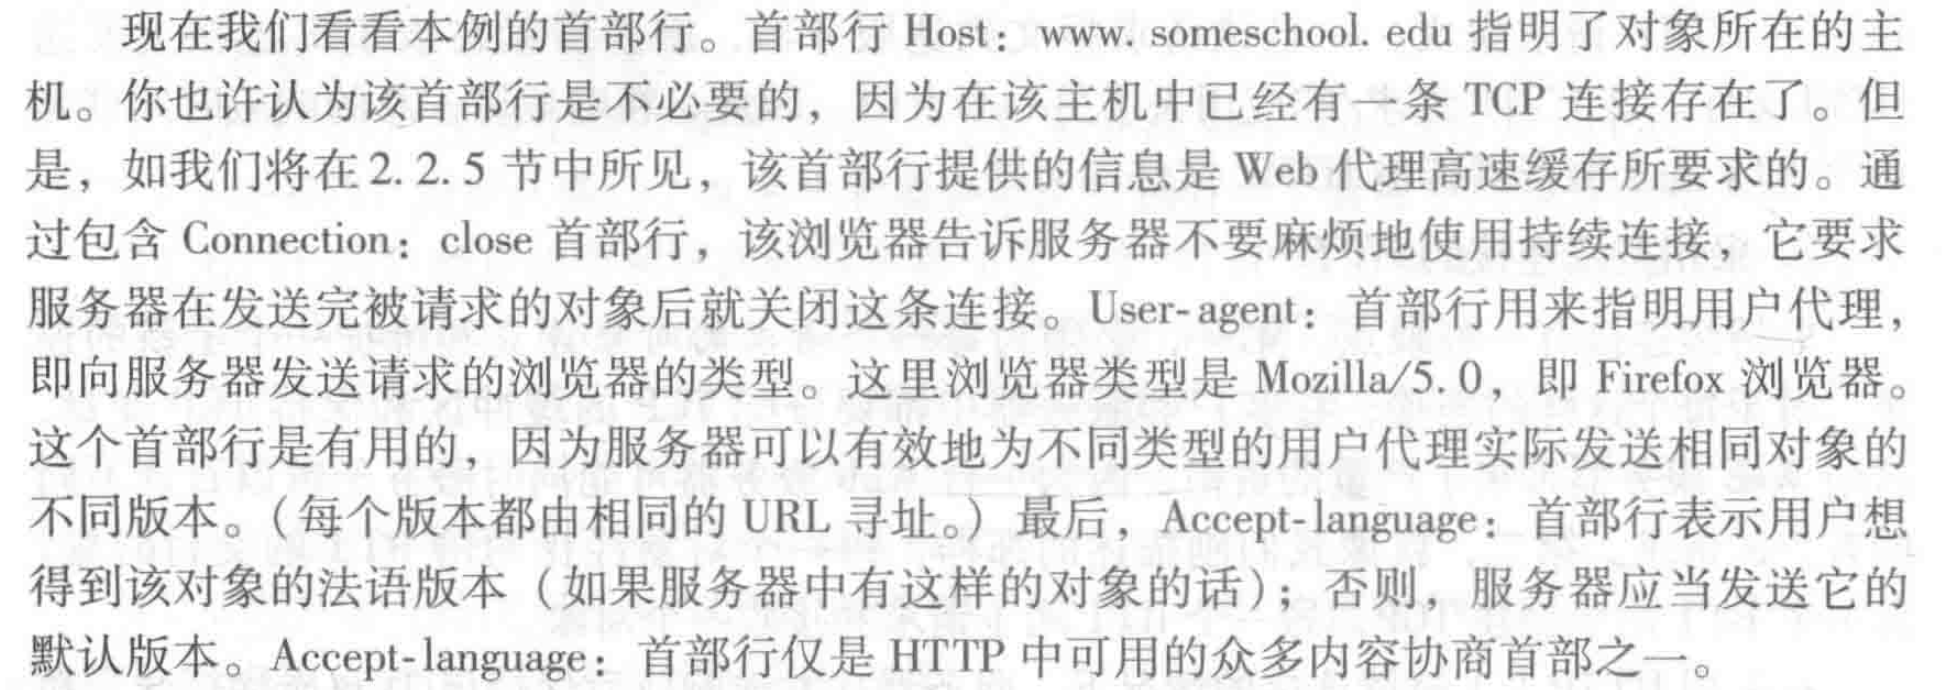 现在我们看看本例的首部行。首部行 Host：www. someschool. edu 指明了对象所在的主
机。你也许认为该首部行是不必要的，因为在该主机中已经有一条 TCP 连接存在了。但
是，如我们将在 2. 2. 5 节中所见，该首部行提供的信息是 Web 代理高速缓存所要求的。通
过包含 Connection：close 首部行，该浏览器告诉服务器不要麻烦地使用持续连接，它要求
服务器在发送完被请求的对象后就关闭这条连接。User- agent：首部行用来指明用户代理，
即向服务器发送请求的浏览器的类型。这里浏览器类型是 Mozilla/5. 0，即 Firefox 浏览器。
这个首部行是有用的，因为服务器可以有效地为不同类型的用户代理实际发送相同对象的
不同版本。（每个版本都由相同的 URL 寻址。）最后，Accept- language：首部行表示用户想
得到该对象的法语版本（如果服务器中有这样的对象的话）；否则，服务器应当发送它的
默认版本。Accept- language：首部行仅是 HTTP 中可用的众多内容协商首部之一。